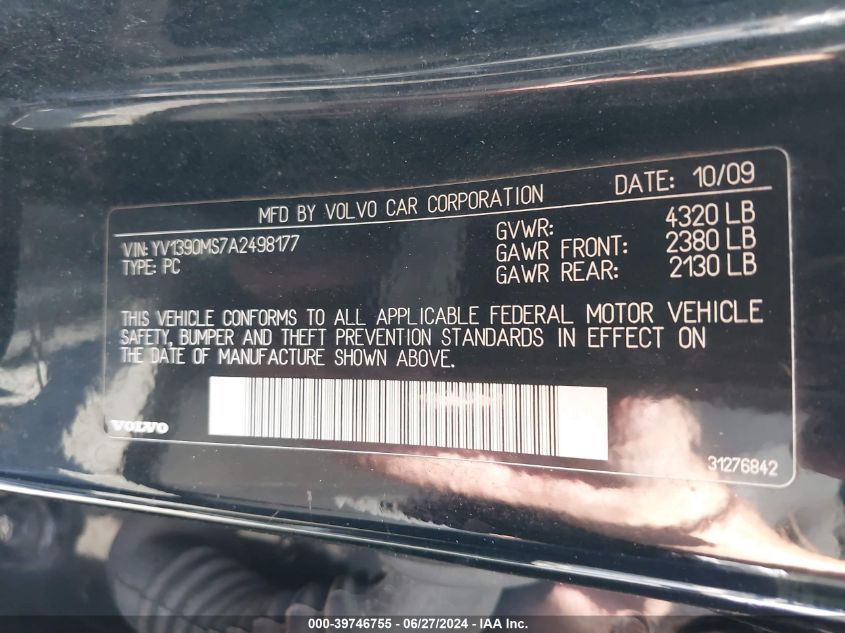 MFD BY VOLVO CAR CORPORATION DATE: 10/09
VIN: YV1390MS7A2498177
TYPE: PC
GVWR: 4320 LB
GAWR FRONT: 2380 LB
GAWR REAR: 2130 LB
THIS VEHICLE CONFORMS TO ALL APPLICABLE FEDERAL MOTOR VEHICLE
SAFETY, BUMPER AND THEFT PREVENTION STANDARDS IN EFFECT ON
THE DATE OF MANUFACTURE SHOWN ABOVE.
VOLVO
31276842
000-39746755 - 06/27/2024 - IAA Inc.